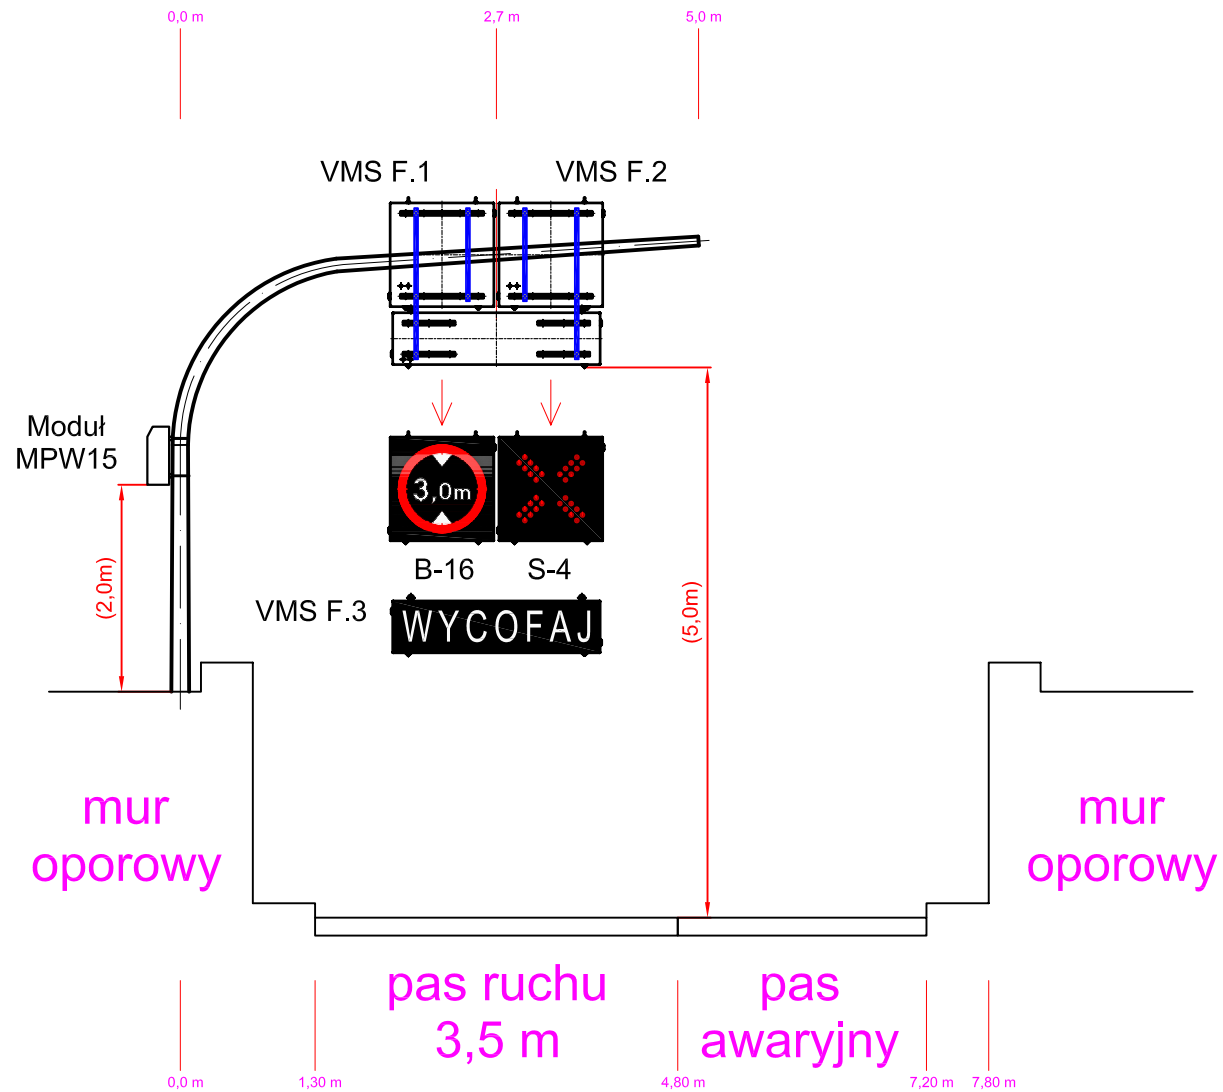 0,0 m
2,7 m
5,0 m
VMS F.1
VMS F.2
Moduł
MPW15
3,0m
B-16
S-4
(2,0m)
(5,0m)
VMS F.3
WYCOFAJ
mur
oporowy
mur
oporowy
pas ruchu
3,5 m
pas
awaryjny
0,0 m
1,30 m
4,80 m
7,20 m
7,80 m